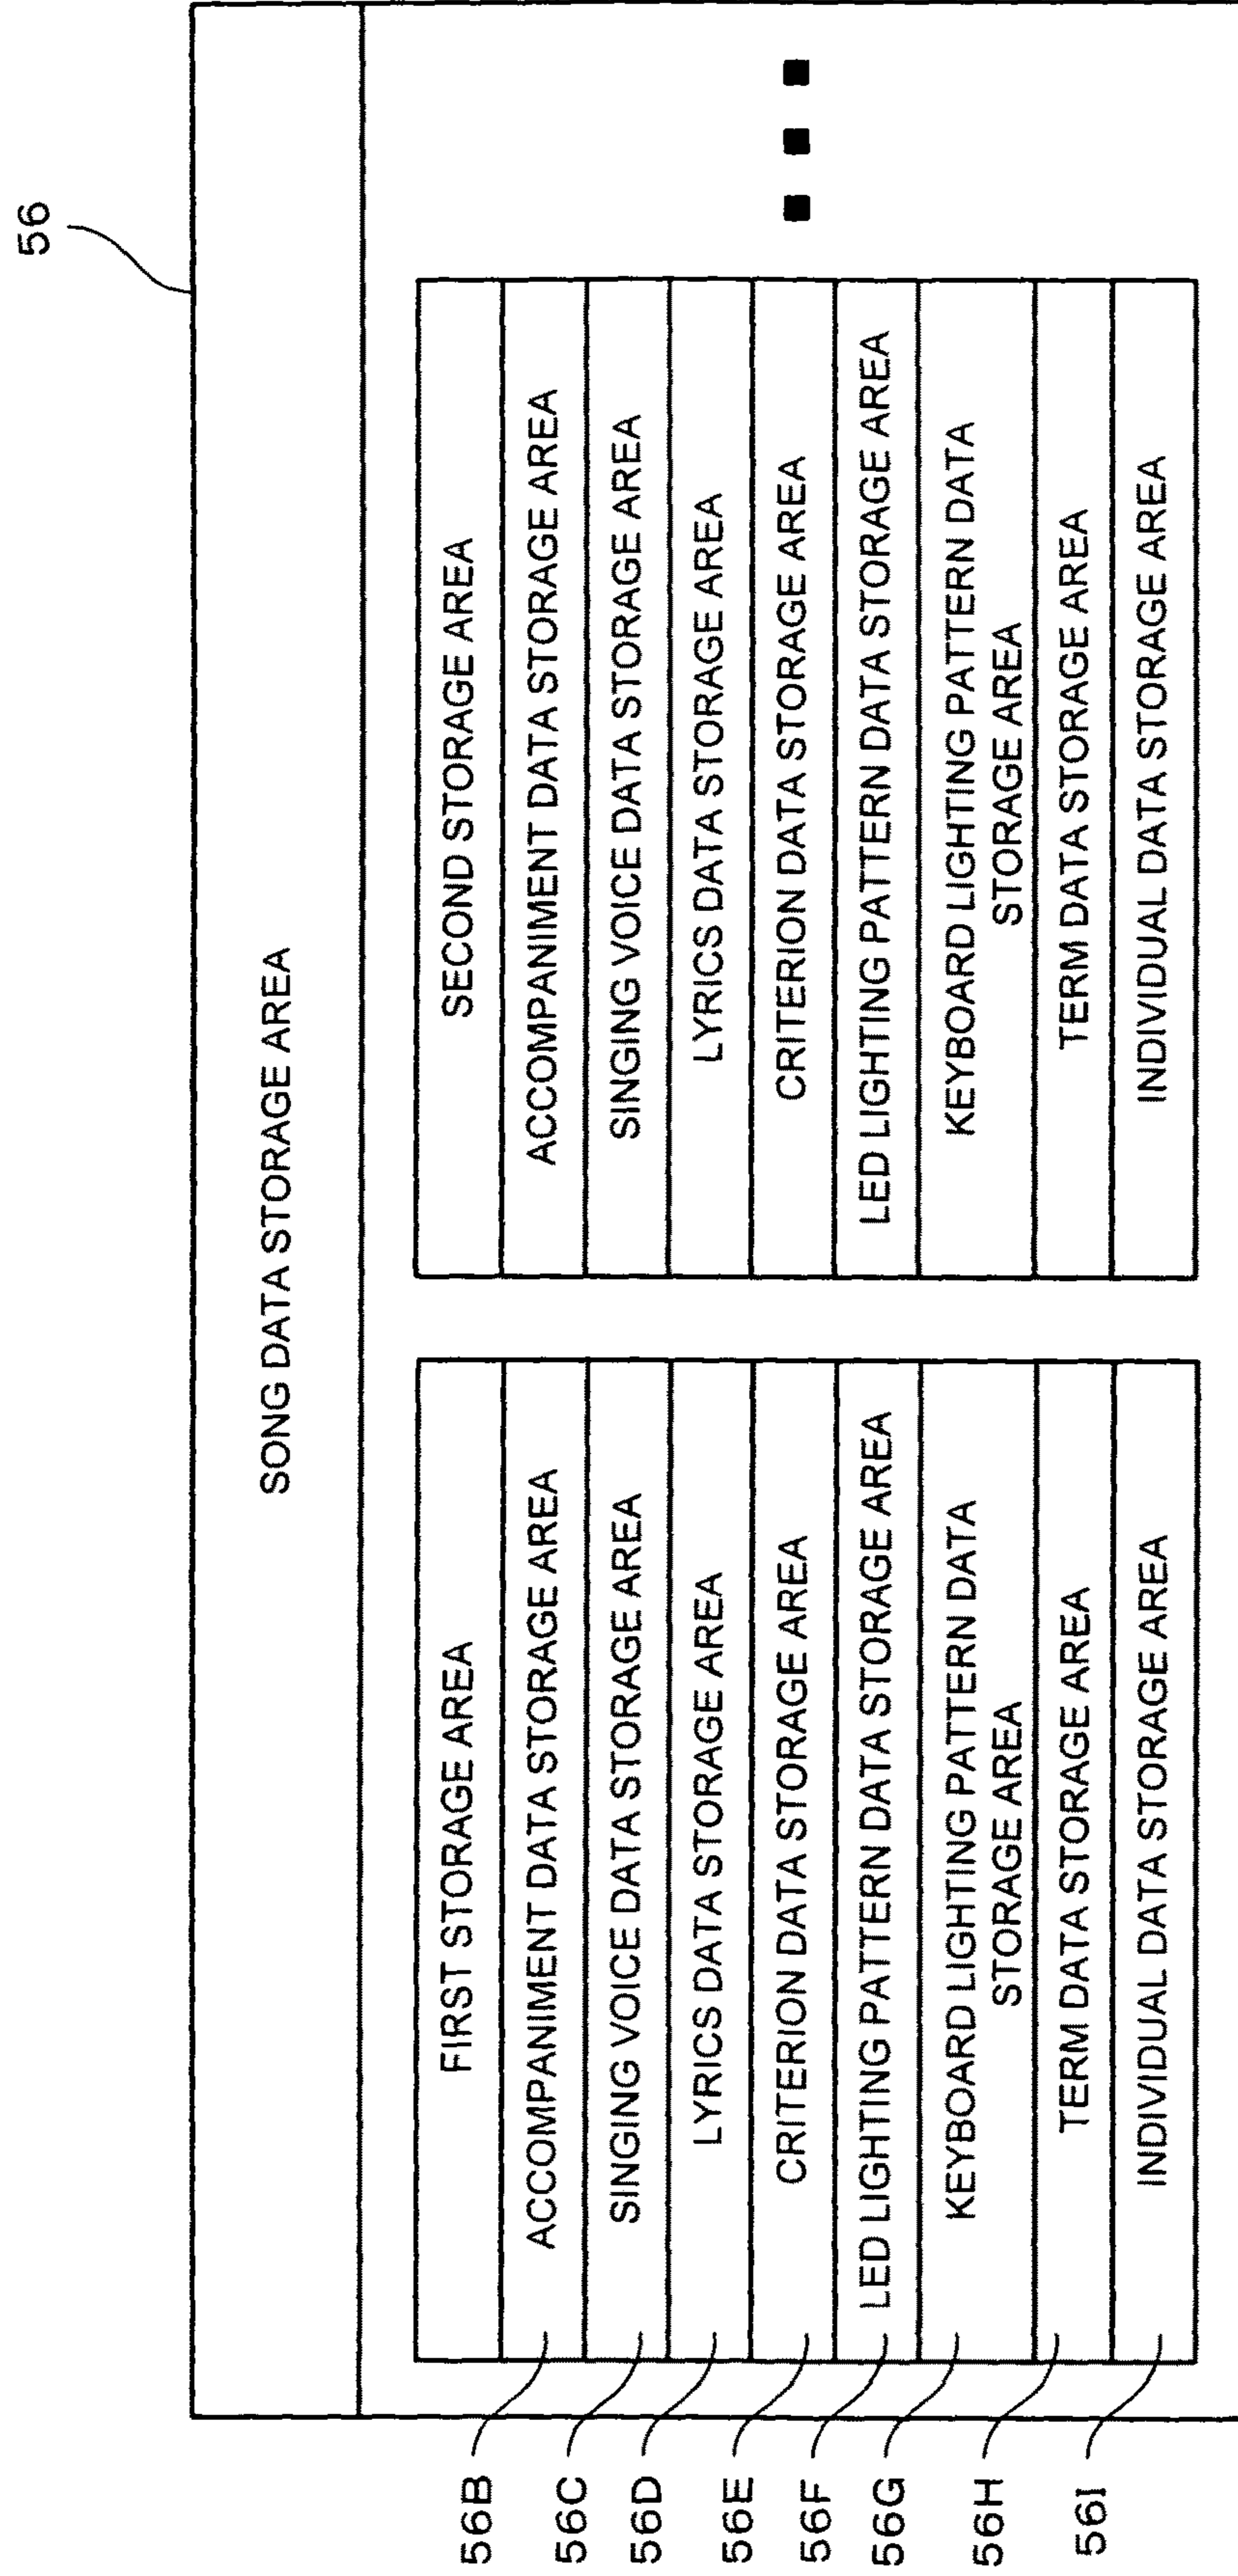 56
SONG DATA STORAGE AREA
FIRST STORAGE AREA
56B
ACCOMPANIMENT DATA STORAGE AREA
56C
SINGING VOICE DATA STORAGE AREA
56D
LYRICS DATA STORAGE AREA
56E
CRITERION DATA STORAGE AREA
56F
LED LIGHTING PATTERN DATA STORAGE AREA
56G
KEYBOARD LIGHTING PATTERN DATA
STORAGE AREA
56H
TERM DATA STORAGE AREA
56I
INDIVIDUAL DATA STORAGE AREA
SECOND STORAGE AREA
ACCOMPANIMENT DATA STORAGE AREA
SINGING VOICE DATA STORAGE AREA
LYRICS DATA STORAGE AREA
CRITERION DATA STORAGE AREA
LED LIGHTING PATTERN DATA STORAGE AREA
KEYBOARD LIGHTING PATTERN DATA
STORAGE AREA
TERM DATA STORAGE AREA
INDIVIDUAL DATA STORAGE AREA